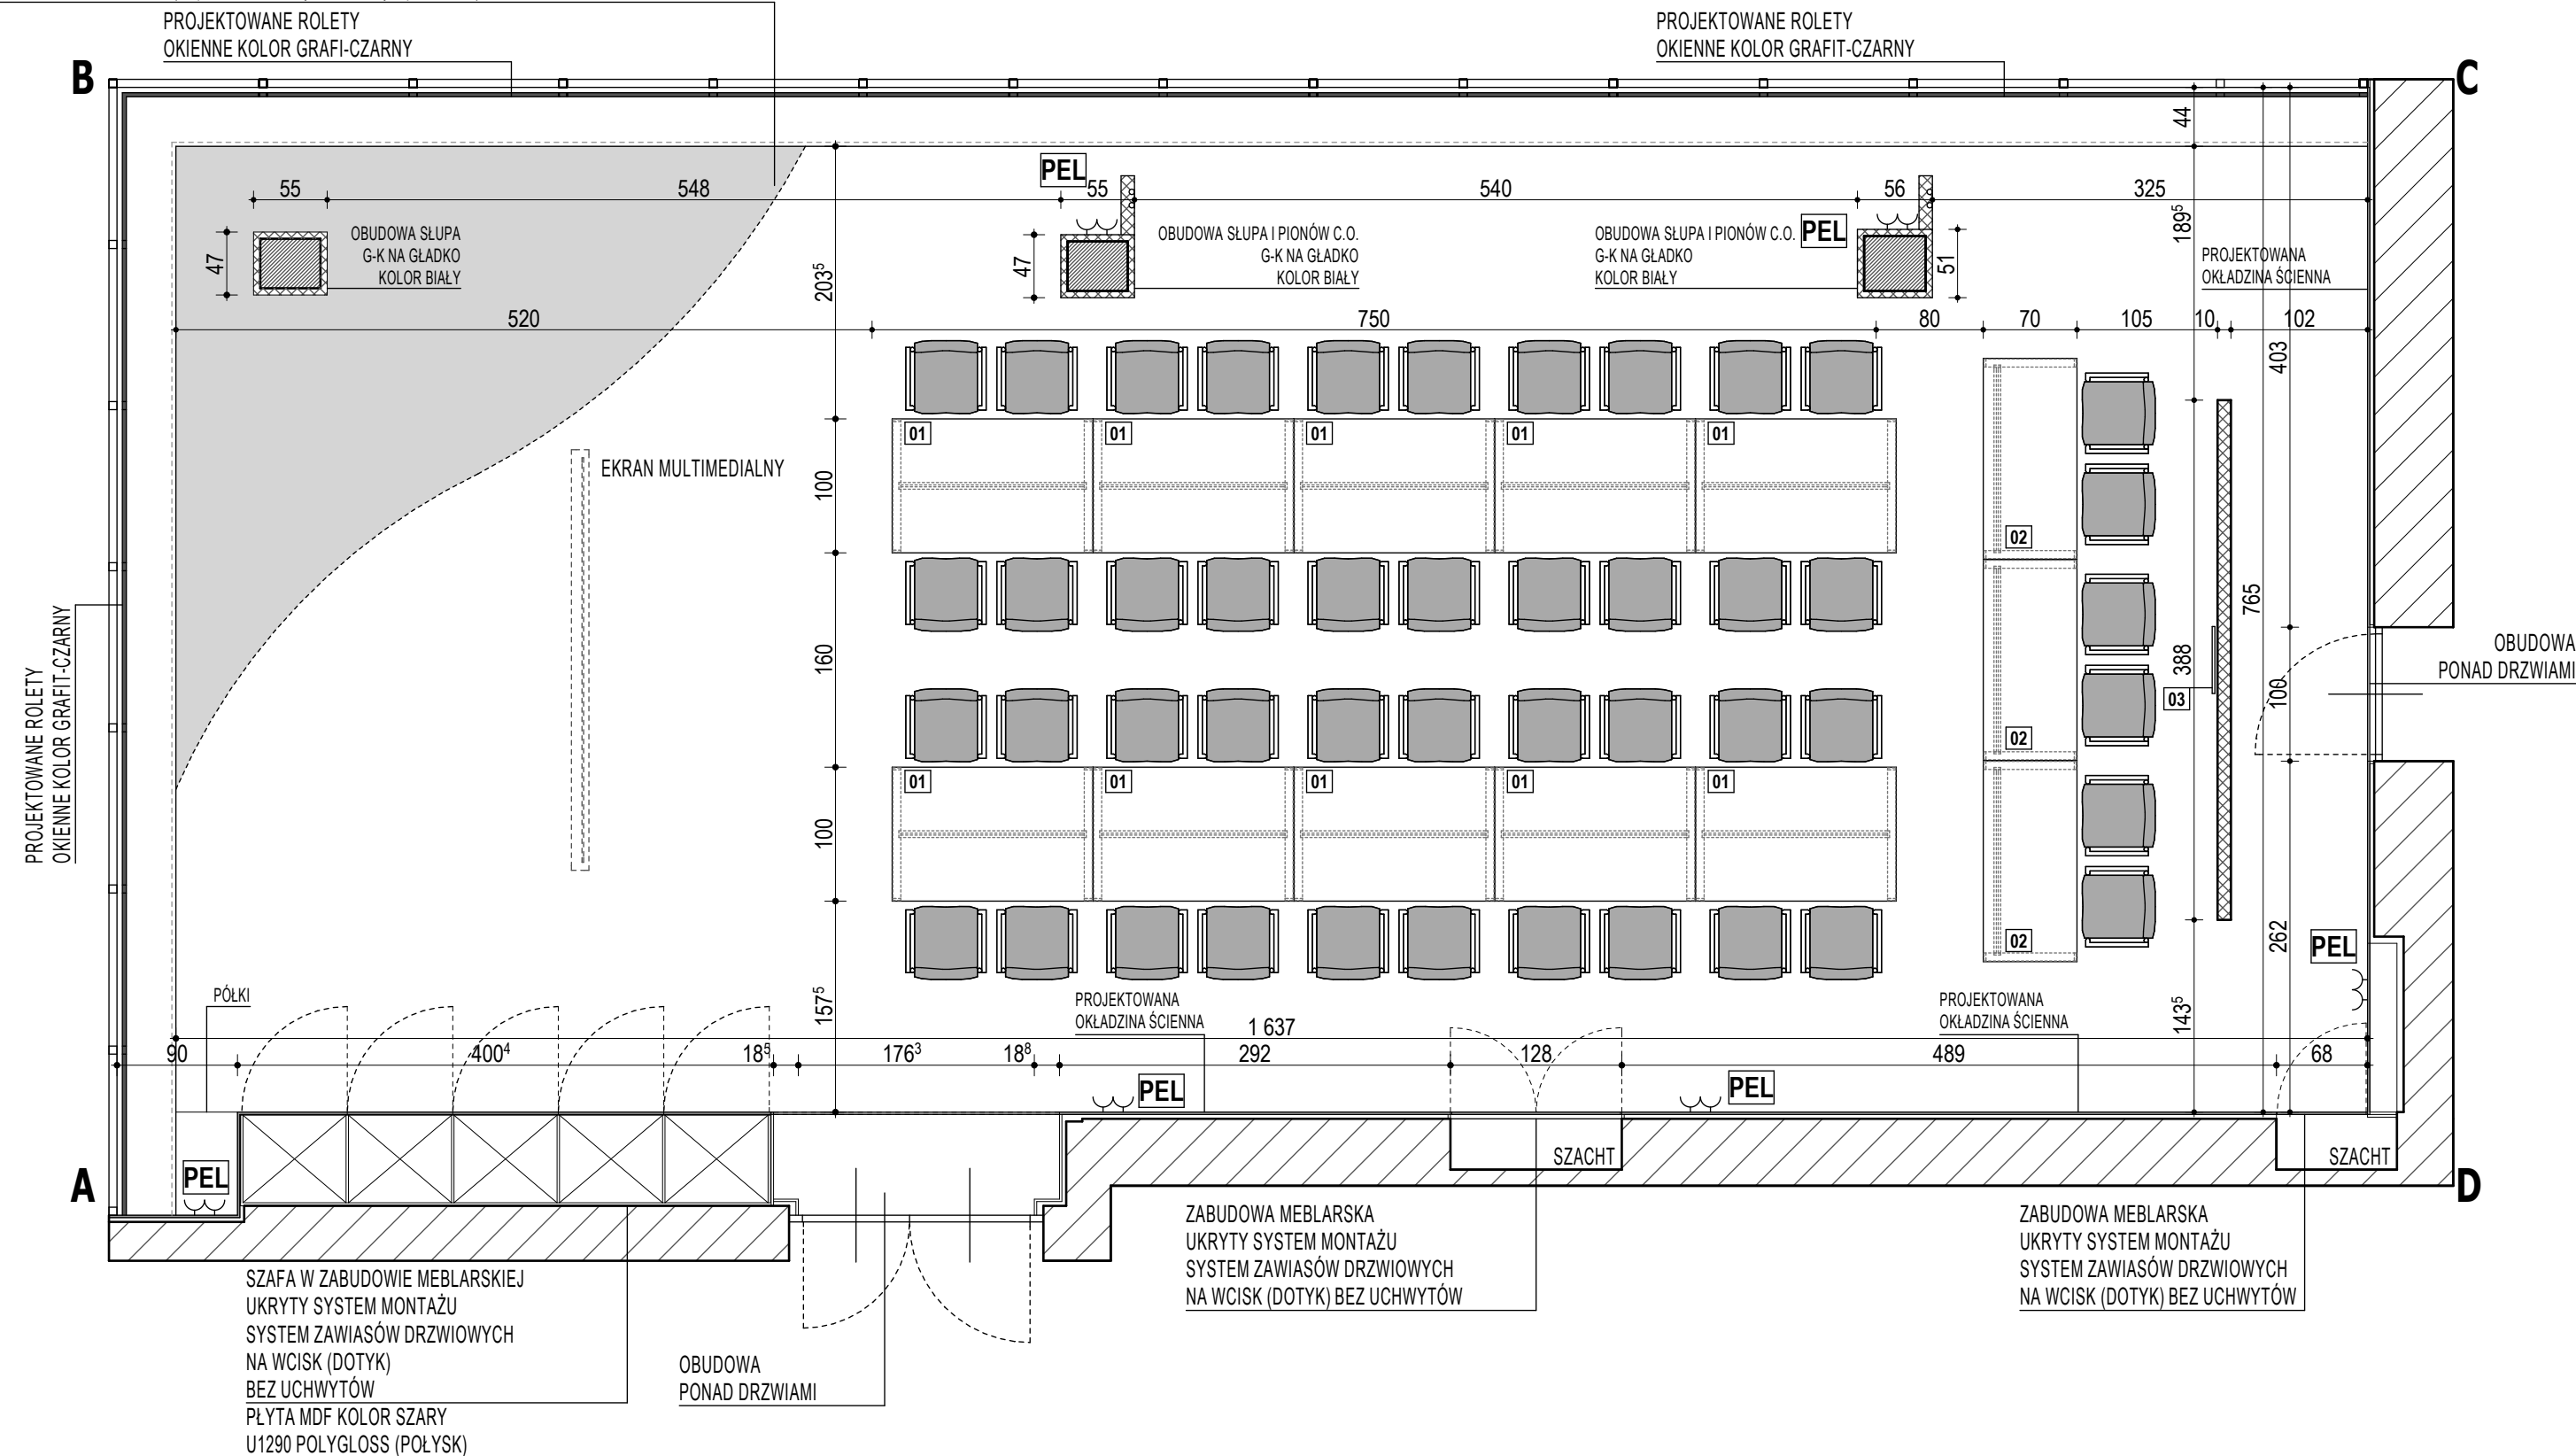 PROJEKTOWANE ROLETY
OKIENNE KOLOR GRAFI-CZARNY
PROJEKTOWANE ROLETY
OKIENNE KOLOR GRAFIT-CZARNY
B
C
44
PEL
55
548
55
540
56
325
189⁵
OBUDOWA SŁUPA
G-K NA GŁADKO
KOLOR BIAŁY
47
OBUDOWA SŁUPA I PIONÓW C.O.
G-K NA GŁADKO
KOLOR BIAŁY
47
OBUDOWA SŁUPA I PIONÓW C.O.
G-K NA GŁADKO
KOLOR BIAŁY
PEL
51
PROJEKTOWANA
OKŁADZINA ŚCIENNA
203⁵
520
750
80
70
105
10
102
403
01
01
01
01
01
EKRAN MULTIMEDIALNY
100
02
PROJEKTOWANE ROLETY
OKIENNE KOLOR GRAFIT-CZARNY
160
765
388
100
03
OBUDOWA
PONAD DRZWIAMI
02
01
01
01
01
01
100
02
262
PEL
PÓŁKI
157⁵
PROJEKTOWANA
OKŁADZINA ŚCIENNA
PROJEKTOWANA
OKŁADZINA ŚCIENNA
143⁵
1 637
90
400⁴
18⁵
176³
18⁸
292
128
489
68
PEL
PEL
A
PEL
SZACHT
SZACHT
D
ZABUDOWA MEBLARSKA
UKRYTY SYSTEM MONTAŻU
SYSTEM ZAWIASÓW DRZWIOWYCH
NA WCISK (DOTYK) BEZ UCHWYTÓW
ZABUDOWA MEBLARSKA
UKRYTY SYSTEM MONTAŻU
SYSTEM ZAWIASÓW DRZWIOWYCH
NA WCISK (DOTYK) BEZ UCHWYTÓW
SZAFA W ZABUDOWIE MEBLARSKIEJ
UKRYTY SYSTEM MONTAŻU
SYSTEM ZAWIASÓW DRZWIOWYCH
NA WCISK (DOTYK)
BEZ UCHWYTÓW
PŁYTA MDF KOLOR SZARY
U1290 POLYGLOSS (POŁYSK)
OBUDOWA
PONAD DRZWIAMI